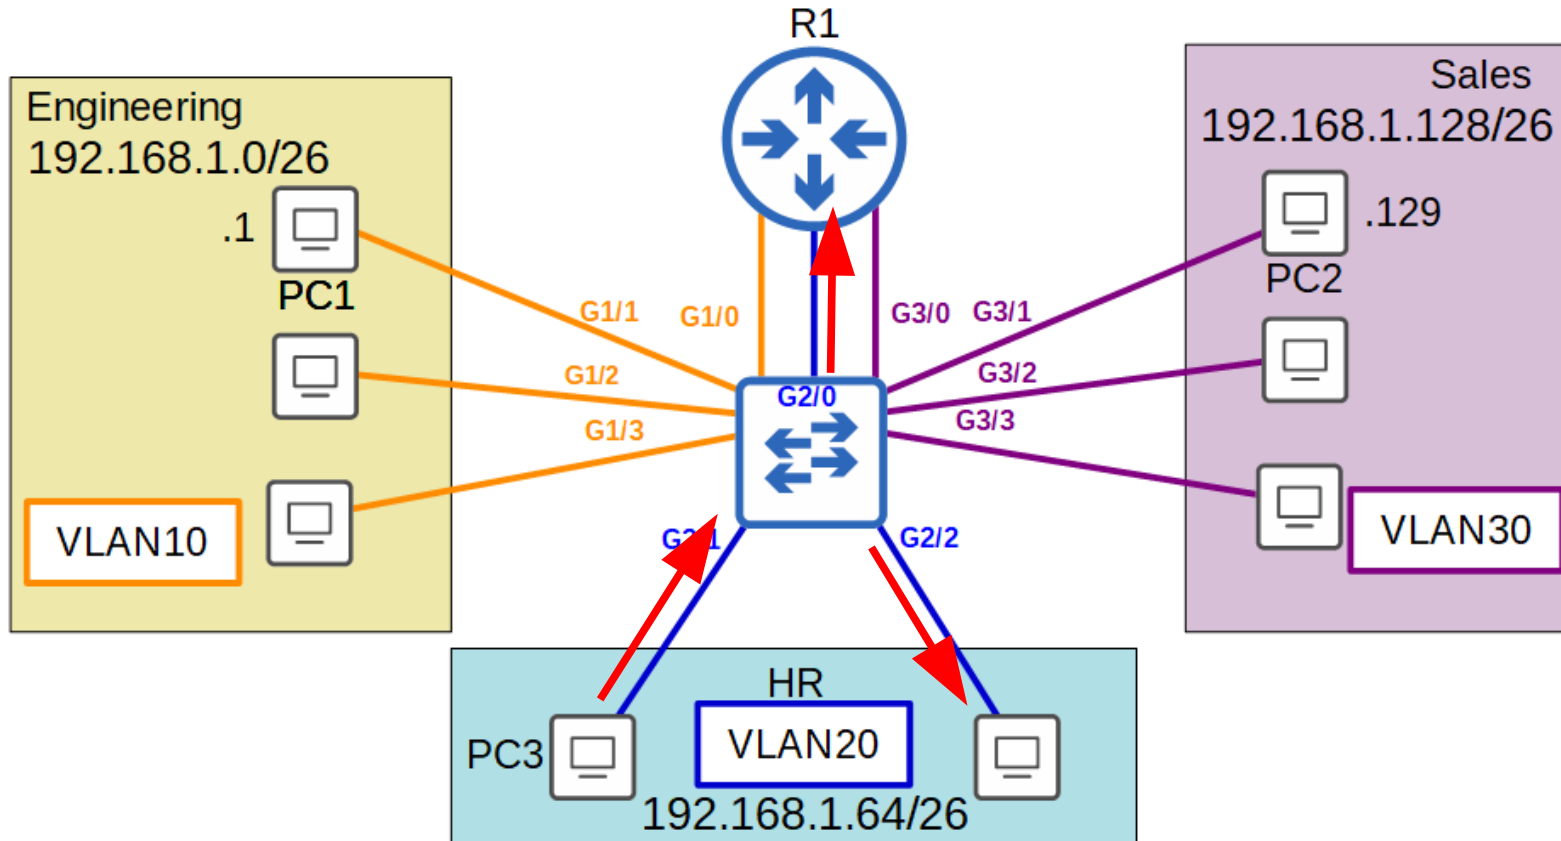 R1
Engineering
192.168.1.0/26
.1
PC1
VLAN10
Sales
192.168.1.128/26
.129
PC2
VLAN30
G1/1
G1/0
G1/2
G1/3
G3/0
G3/1
G3/2
G3/3
G2/0
G2/2
HR
VLAN20
PC3
192.168.1.64/26